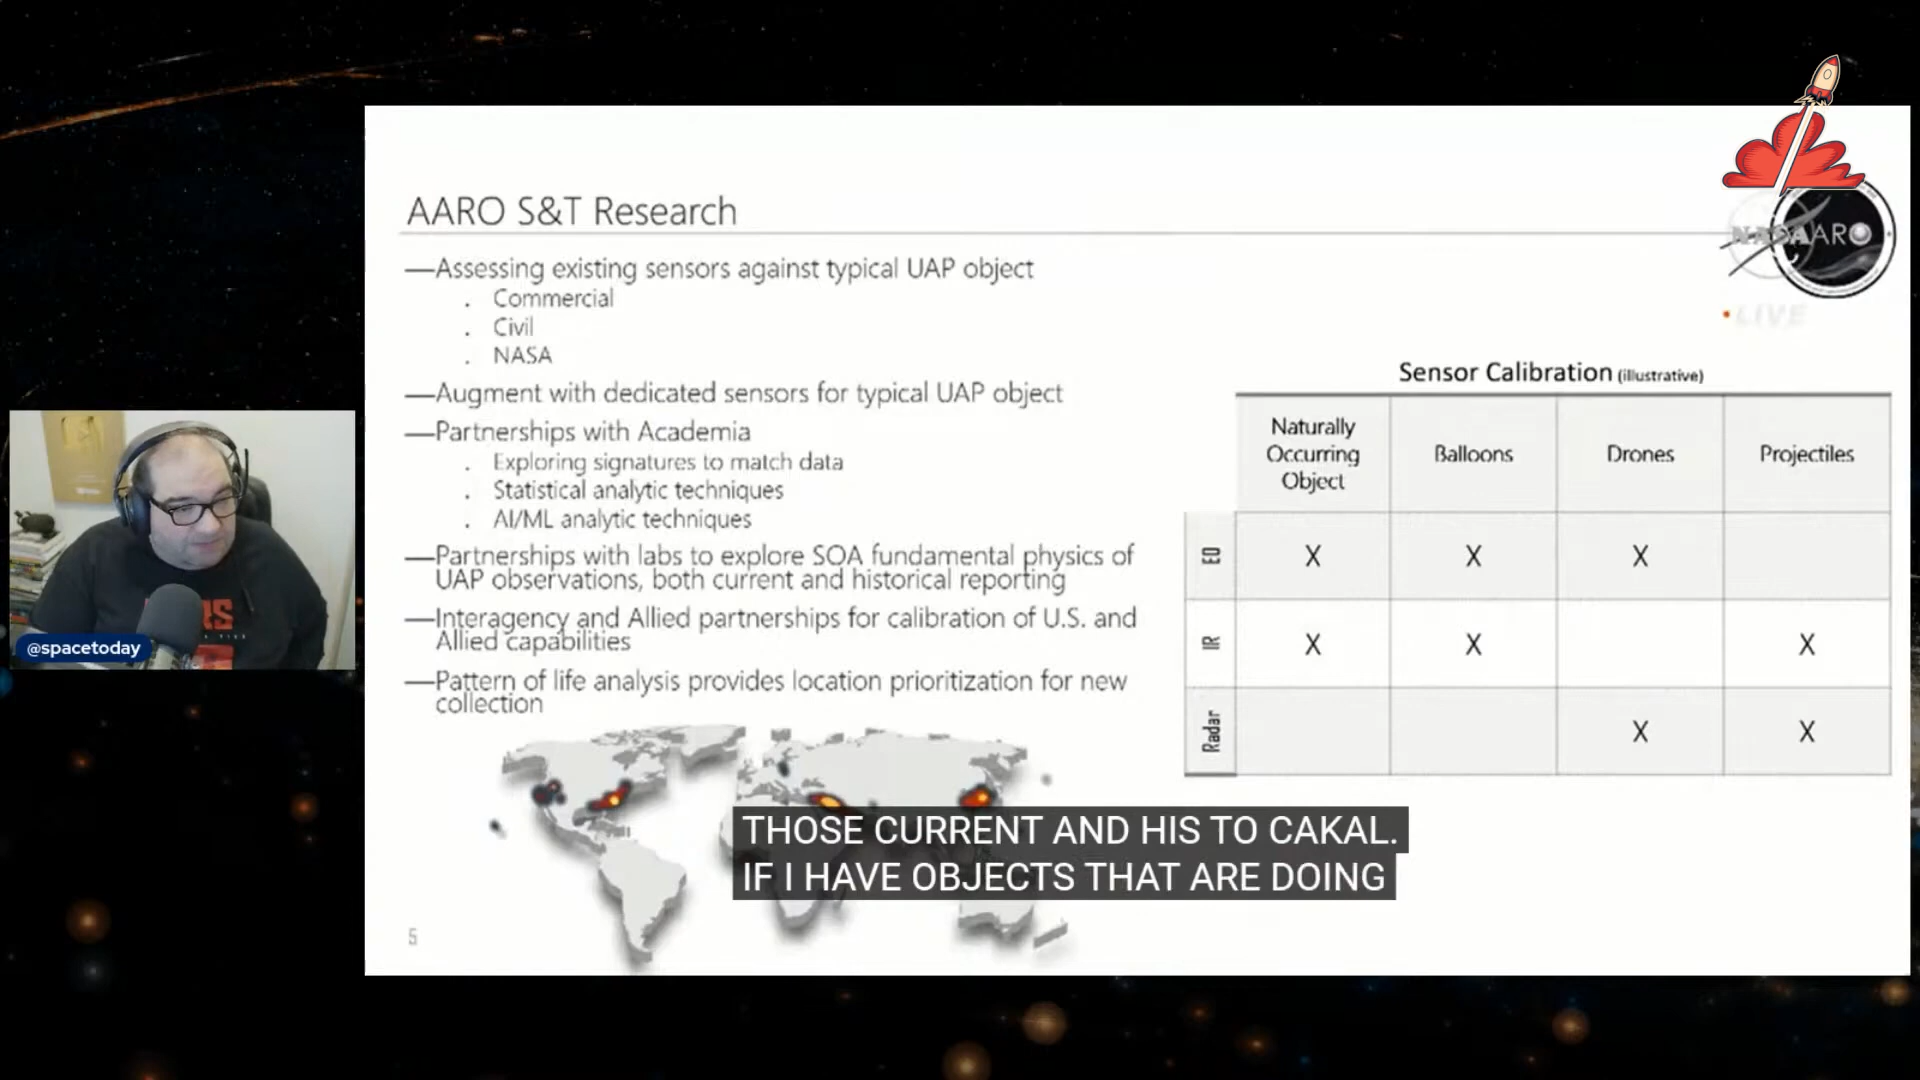 AARO S&T Research
NASA
AARO
LIVE
—Assessing existing sensors against typical UAP object
. Commercial
. Civil
. NASA
—Augment with dedicated sensors for typical UAP object
—Partnerships with Academia
. Exploring signatures to match data
. Statistical analytic techniques
. AI/ML analytic techniques
—Partnerships with labs to explore SOA fundamental physics of
UAP observations, both current and historical reporting
—Interagency and Allied partnerships for calibration of U.S. and
Allied capabilities
—Pattern of life analysis provides location prioritization for new
collection
Sensor Calibration (illustrative)
Naturally
Occurring
Object
Balloons
Drones
Projectiles
EO X X X
IR X X X
Radar X X
@spacetoday
THOSE CURRENT AND HIS TO CAKAL.
IF I HAVE OBJECTS THAT ARE DOING
5